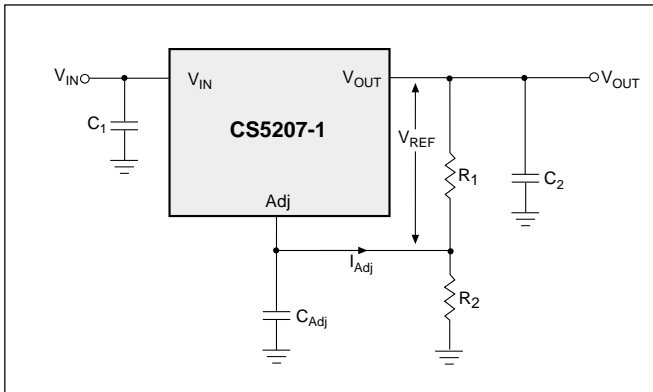 V_IN
V_IN
V_OUT
V_OUT
C_1
CS5207-1
V_REF
R_1
C_2
Adj
I_Adj
C_Adj
R_2